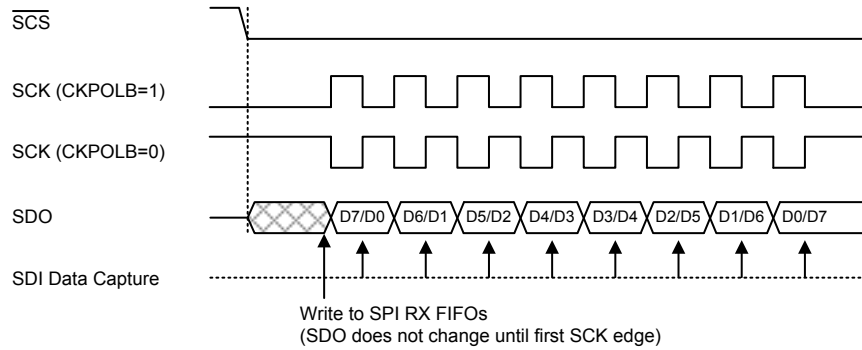 SCS
SCK (CKPOLB=1)
SCK (CKPOLB=0)
SDO
D7/D0 D6/D1 D5/D2 D4/D3 D3/D4 D2/D5 D1/D6 D0/D7
SDI Data Capture
Write to SPI RX FIFOs
(SDO does not change until first SCK edge)